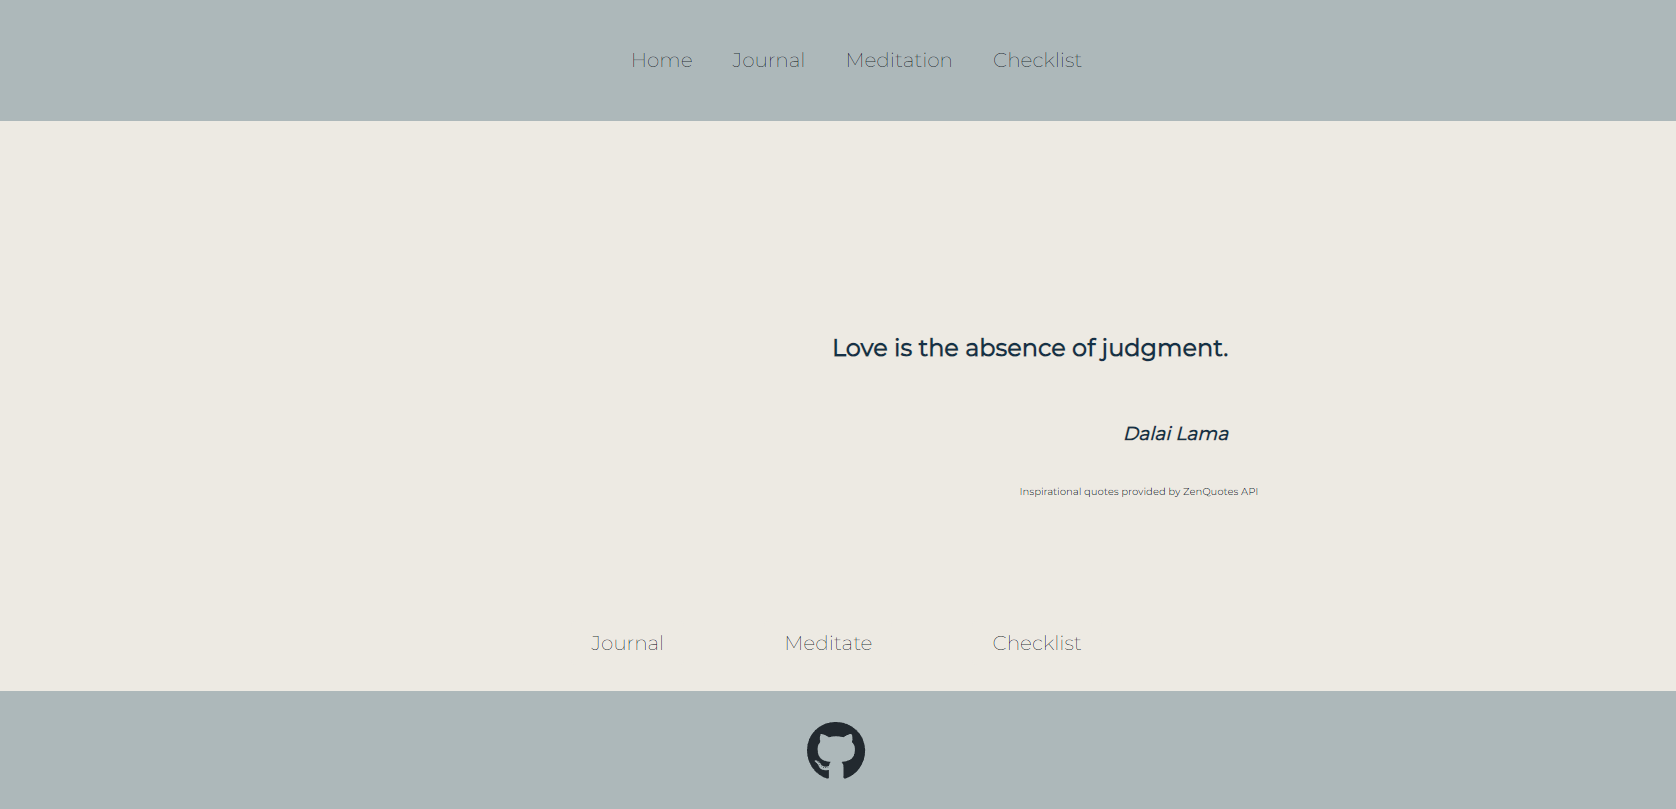 Home Journal Meditation Checklist
Love is the absence of judgment.
Dalai Lama
Inspirational quotes provided by ZenQuotes API
Journal Meditate Checklist